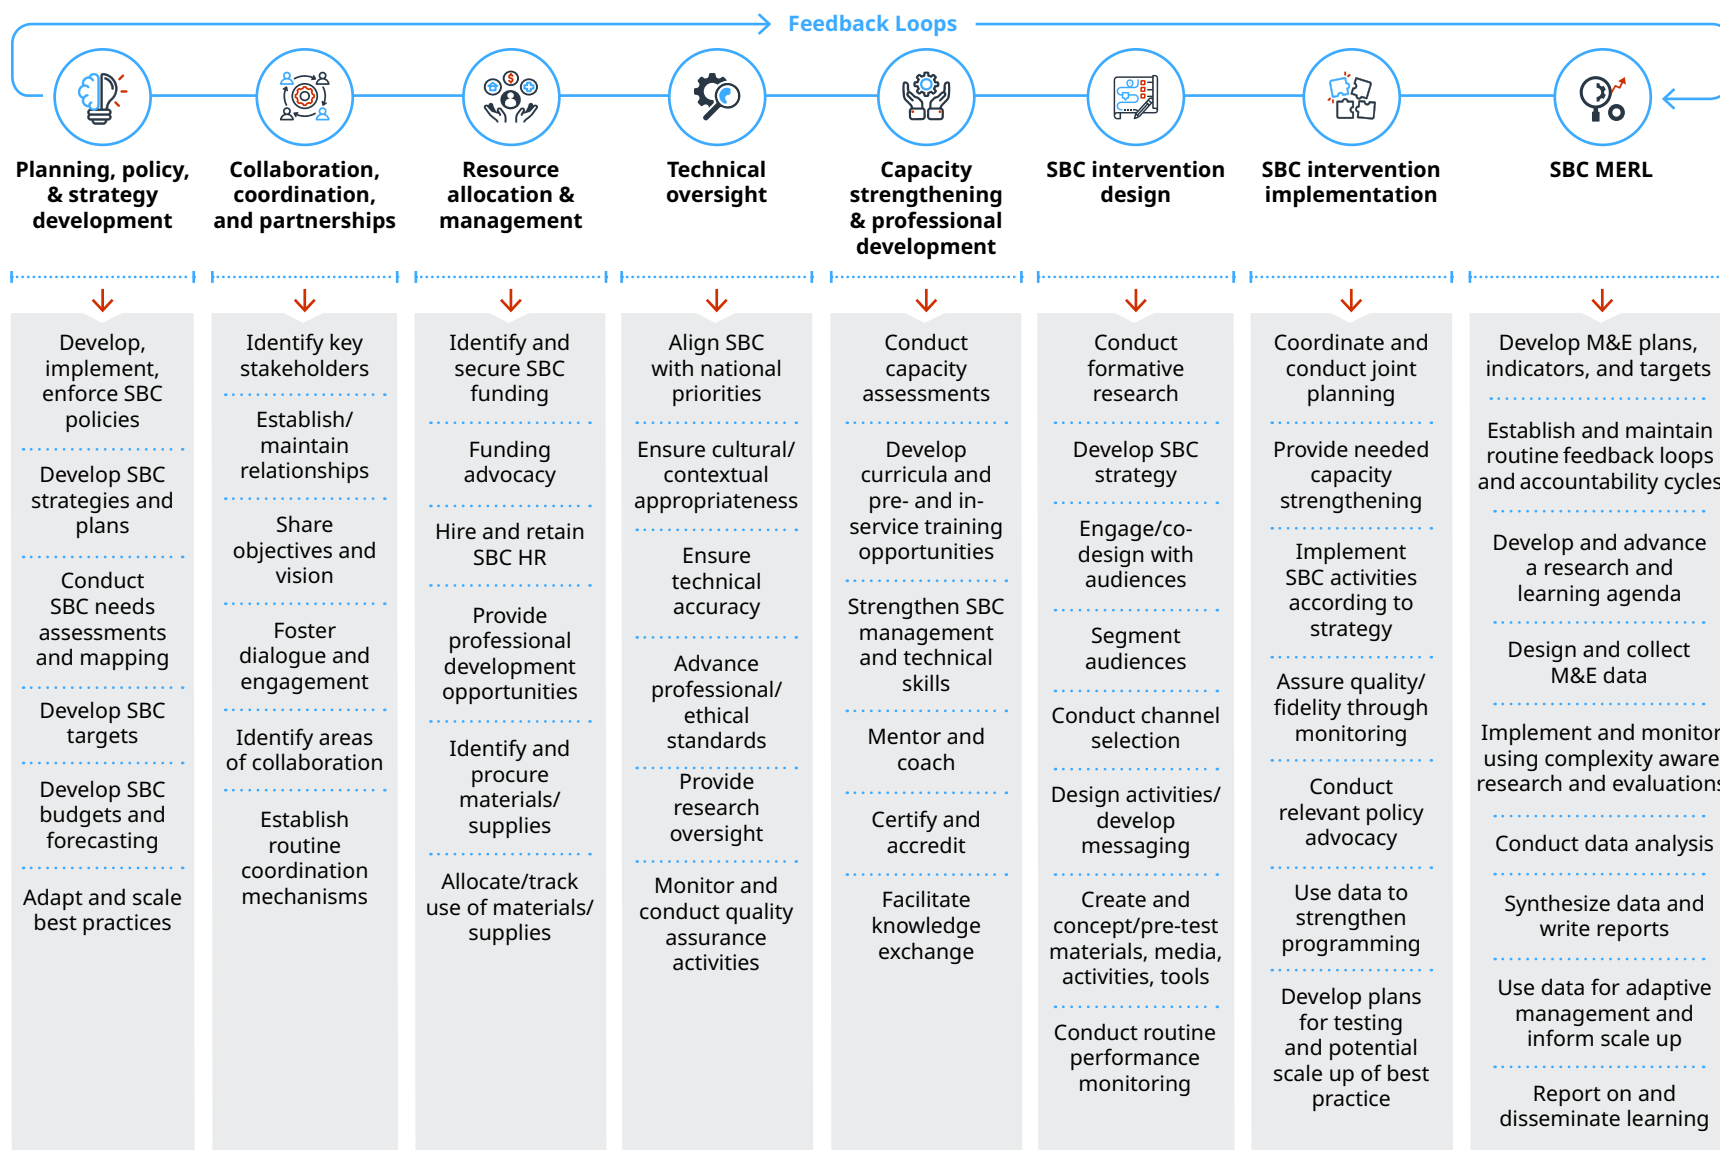 Feedback Loops
Planning, policy,
& strategy
development
Collaboration,
coordination,
and partnerships
Resource
allocation &
management
Technical
oversight
Capacity
strengthening
& professional
development
SBC intervention
design
SBC intervention
implementation
SBC MERL
Develop,
implement,
enforce SBC
policies
Develop SBC
strategies and
plans
Conduct
SBC needs
assessments
and mapping
Develop SBC
targets
Develop SBC
budgets and
forecasting
Adapt and scale
best practices
Identify key
stakeholders
Establish/
maintain
relationships
Share
objectives and
vision
Foster
dialogue and
engagement
Identify areas
of collaboration
Establish
routine
coordination
mechanisms
Identify and
secure SBC
funding
Funding
advocacy
Hire and retain
SBC HR
Provide
professional
development
opportunities
Identify and
procure
materials/
supplies
Allocate/track
use of materials/
supplies
Align SBC
with national
priorities
Ensure cultural/
contextual
appropriateness
Ensure
technical
accuracy
Advance
professional/
ethical
standards
Provide
research
oversight
Monitor and
conduct quality
assurance
activities
Conduct
capacity
assessments
Develop
curricula and
pre- and in-
service training
opportunities
Strengthen SBC
management
and technical
skills
Mentor and
coach
Certify and
accredit
Facilitate
knowledge
exchange
Conduct
formative
research
Develop SBC
strategy
Engage/co-
design with
audiences
Segment
audiences
Conduct channel
selection
Design activities/
develop
messaging
Create and
concept/pre-test
materials, media,
activities, tools
Conduct routine
performance
monitoring
Coordinate and
conduct joint
planning
Provide needed
capacity
strengthening
Implement
SBC activities
according to
strategy
Assure quality/
fidelity through
monitoring
Conduct
relevant policy
advocacy
Use data to
strengthen
programming
Develop plans
for testing
and potential
scale up of best
practice
Develop M&E plans,
indicators, and targets
Establish and maintain
routine feedback loops
and accountability cycles
Develop and advance
a research and
learning agenda
Design and collect
M&E data
Implement and monitor
using complexity aware
research and evaluations
Conduct data analysis
Synthesize data and
write reports
Use data for adaptive
management and
inform scale up
Report on and
disseminate learning